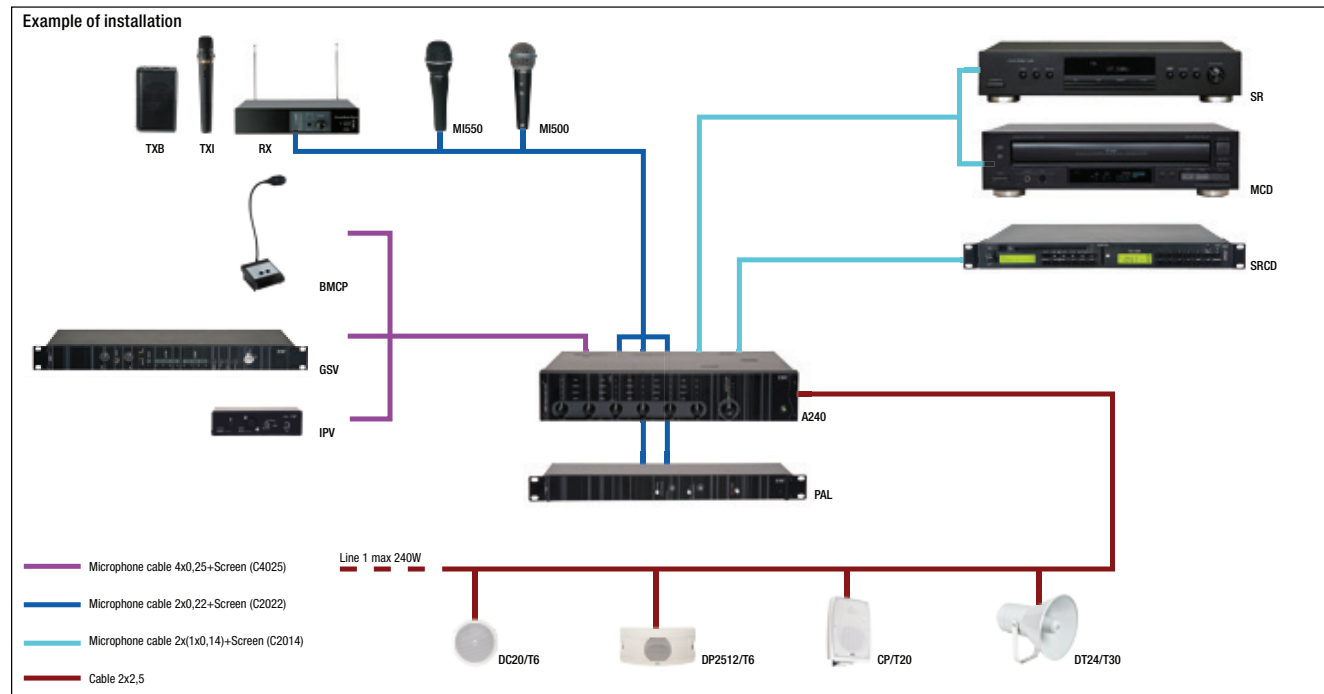 Example of installation
TXB
TXI
RX
MI550
MI500
SR
MCD
SRCD
BMCP
GSV
IPV
A240
PAL
Line 1 max 240W
Microphone cable 4x0,25+Screen (C4025)
Microphone cable 2x0,22+Screen (C2022)
Microphone cable 2x(1x0,14)+Screen (C2014)
Cable 2x2,5
DC20/T6
DP2512/T6
CP/T20
DT24/T30